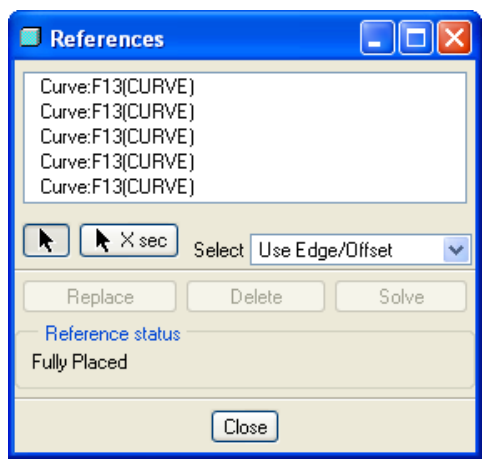 References
Curve:F13(CURVE)
Curve:F13(CURVE)
Curve:F13(CURVE)
Curve:F13(CURVE)
Curve:F13(CURVE)
X sec Select Use Edge/Offset
Replace Delete Solve
Reference status
Fully Placed
Close